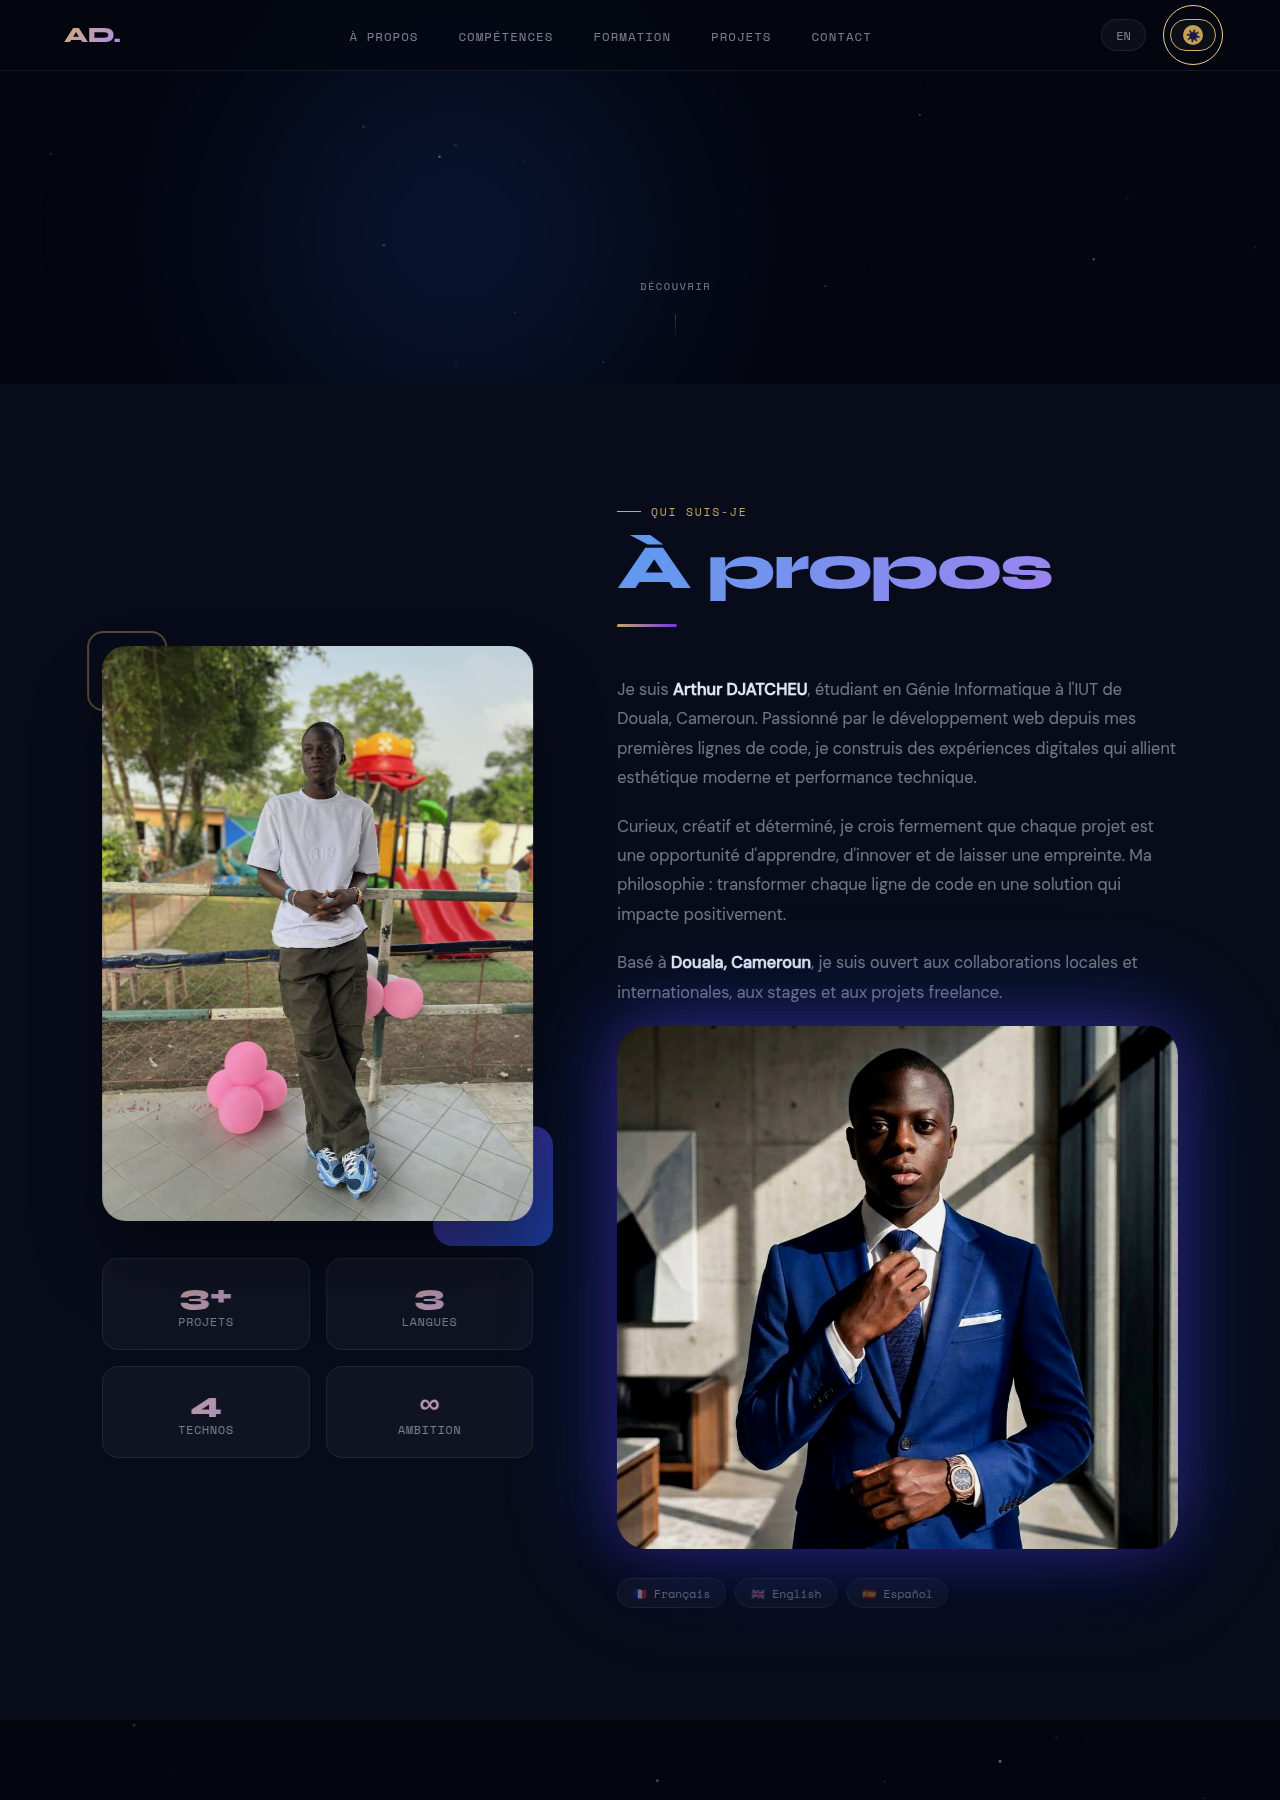 AD.
À PROPOS
COMPÉTENCES
FORMATION
PROJETS
CONTACT
EN
DÉCOUVRIR
QUI SUIS-JE
À propos
Je suis Arthur DJATCHEU, étudiant en Génie Informatique à l'IUT de
Douala, Cameroun. Passionné par le développement web depuis mes
premières lignes de code, je construis des expériences digitales qui allient
esthétique moderne et performance technique.
Curieux, créatif et déterminé, je crois fermement que chaque projet est
une opportunité d'apprendre, d'innover et de laisser une empreinte. Ma
philosophie : transformer chaque ligne de code en une solution qui
impacte positivement.
Basé à Douala, Cameroun, je suis ouvert aux collaborations locales et
internationales, aux stages et aux projets freelance.
3+
PROJETS
3
LANGUES
4
TECHNOS
∞
AMBITION
🇫🇷 Français
🇬🇧 English
🇪🇸 Español